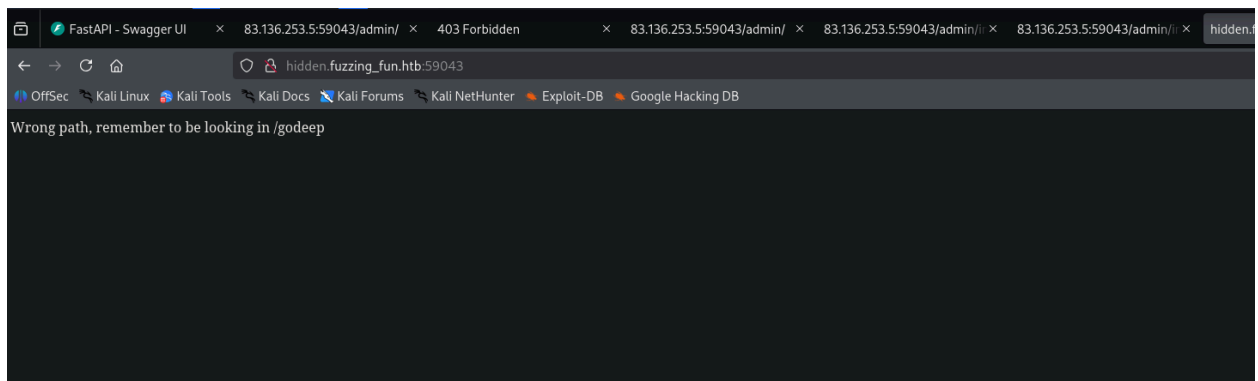 FastAPI - Swagger UI × 83.136.253.5:59043/admin/ × 403 Forbidden × 83.136.253.5:59043/admin/ × 83.136.253.5:59043/admin/i × 83.136.253.5:59043/admin/i × hidden.f
hidden.fuzzing_fun.htb:59043
OffSec Kali Linux Kali Tools Kali Docs Kali Forums Kali NetHunter Exploit-DB Google Hacking DB
Wrong path, remember to be looking in /godeep